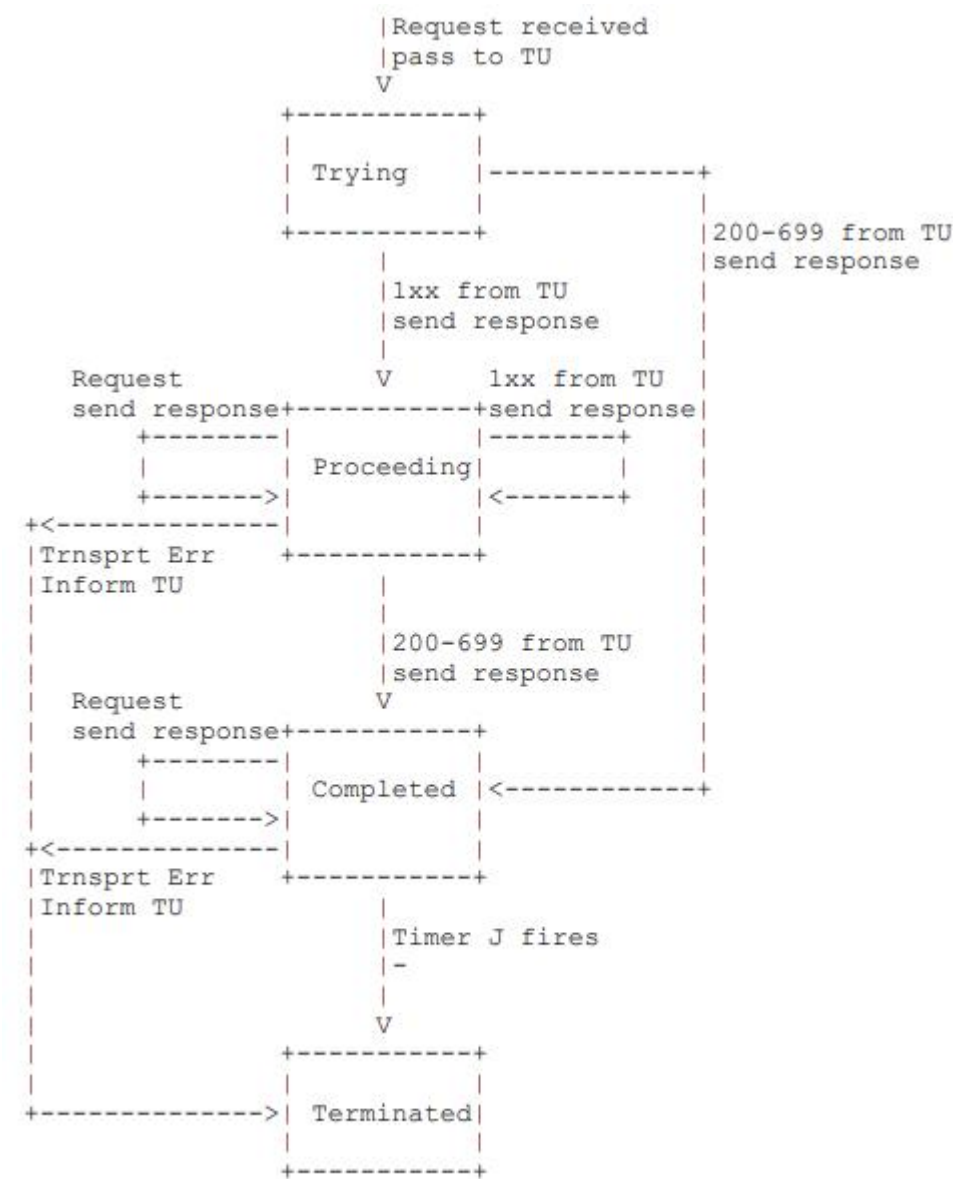 |Request received
|pass to TU
V
+-----------+
|           |
| Trying    |-------------+
|           |             |
+-----------+             |200-699 from TU
|                         |send response
|1xx from TU              |
|send response            |
|                         |
Request V 1xx from TU |
send response+-----------+send response|
+--------| |--------+ |
| | Proceeding| | |
+------->| |<-------+ |
+<--------------| | |
|Trnsprt Err +-----------+ |
|Inform TU | |
| | |
| |200-699 from TU |
| |send response |
| Request V |
| send response+-----------+ |
| +--------| | |
| | | Completed |<------------+
| +------->| |
+<--------------| |
|Trnsprt Err +-----------+
|Inform TU |
| |Timer J fires
| |-
| |
| V
| +-----------+
| | |
+-------------->| Terminated|
| |
+-----------+